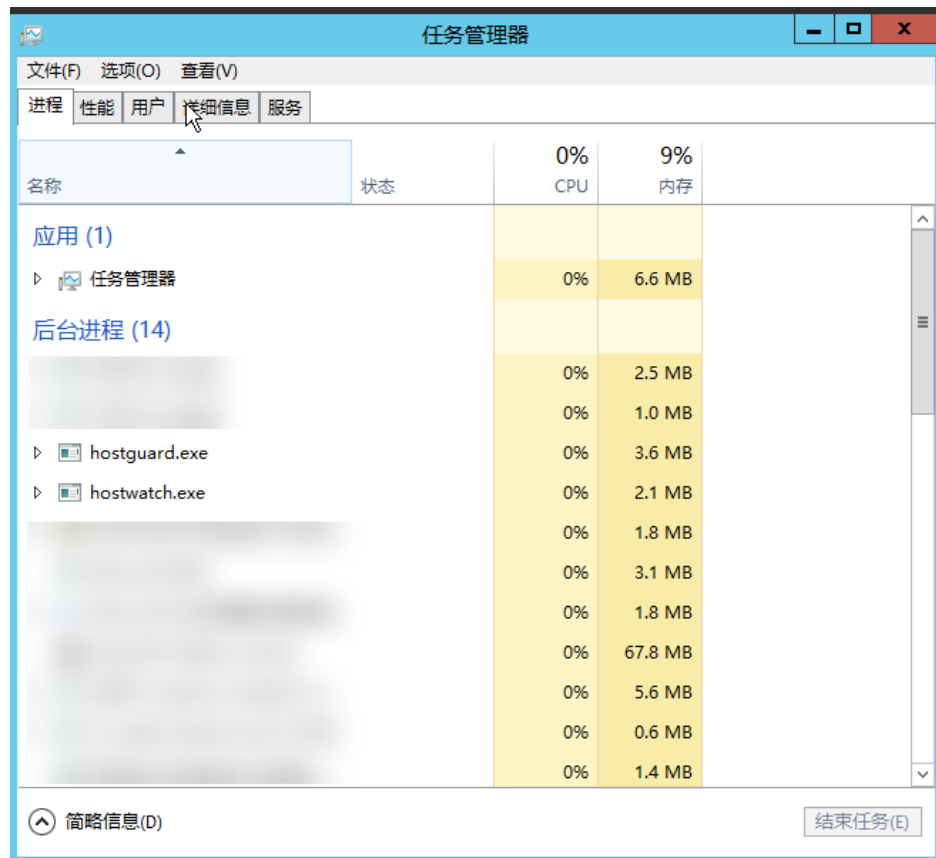 任务管理器
文件(F) 选项(O) 查看(V)
进程 性能 用户 详细信息 服务
0% 9%
名称 状态 CPU 内存
应用 (1)
任务管理器 0% 6.6 MB
后台进程 (14)
0% 2.5 MB
0% 1.0 MB
hostguard.exe 0% 3.6 MB
hostwatch.exe 0% 2.1 MB
0% 1.8 MB
0% 3.1 MB
0% 1.8 MB
0% 67.8 MB
0% 5.6 MB
0% 0.6 MB
0% 1.4 MB
简略信息(D) 结束任务(E)